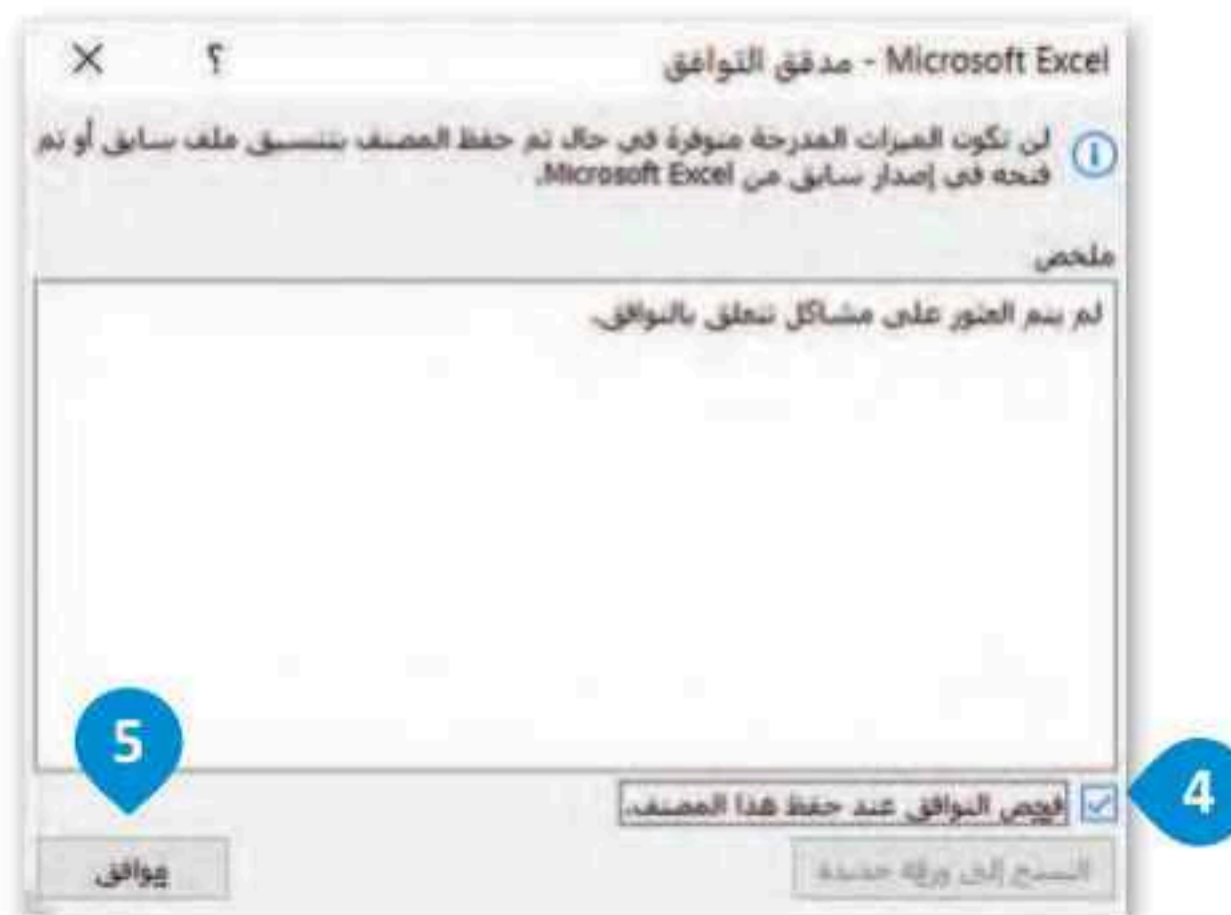 Microsoft Excel - مدقق التوافق
؟
لن تكون الميزات المدرجة متوفرة في حال تم حفظ المصنف بتنسيق ملف سابق أو تم
فتحه في إصدار سابق من Microsoft Excel.
ملخص
لم يتم العثور على مشاكل تتعلق بالتوافق.
5
4
فحص التوافق عند حفظ هذا المصنف.
النسخ إلى ورقة جديدة
موافق